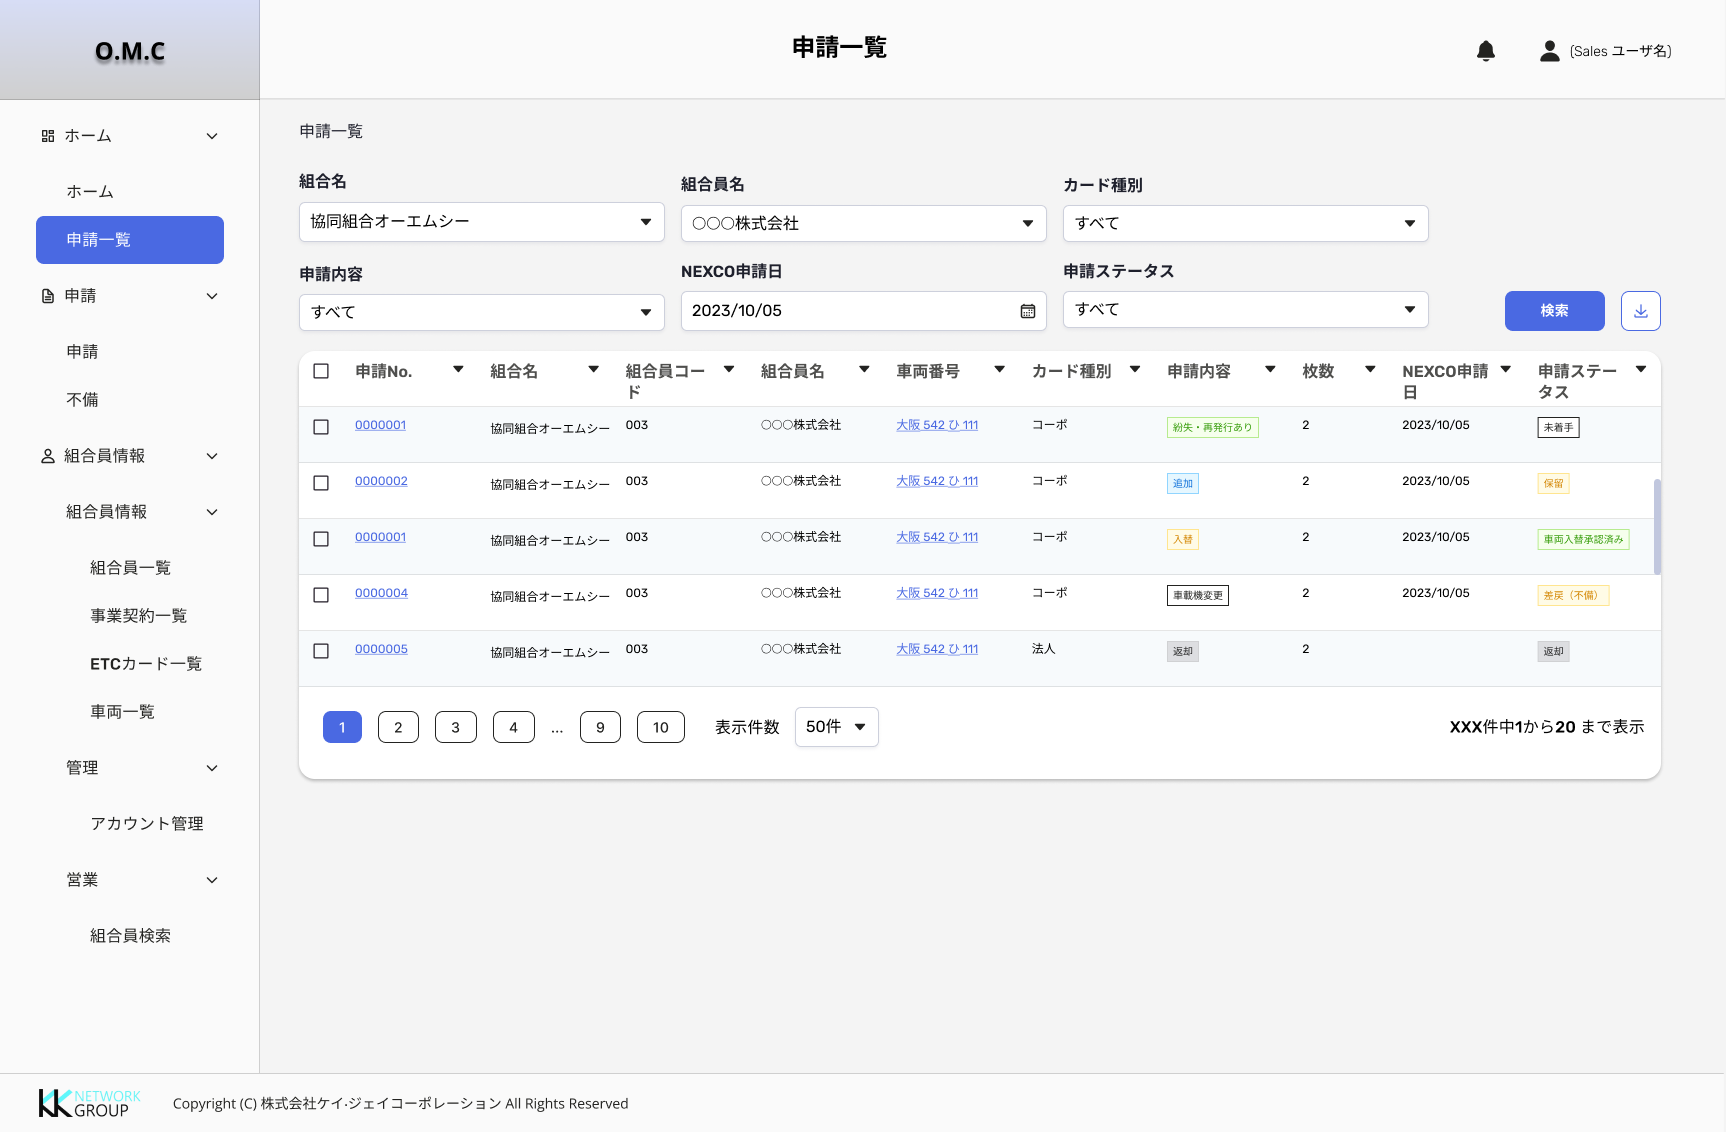 O.M.C
申請一覧
(Sales ユーザ名)
ホーム
ホーム
申請一覧
申請
申請
不備
組合員情報
組合員情報
組合員一覧
事業契約一覧
ETCカード一覧
車両一覧
管理
アカウント管理
営業
組合員検索
申請一覧
組合名
協同組合オーエムシー
組合員名
○○○株式会社
カード種別
すべて
申請内容
すべて
NEXCO申請日
2023/10/05
申請ステータス
すべて
検索
申請No. 組合名 組合員コード 組合員名 車両番号 カード種別 申請内容 枚数 NEXCO申請日 申請ステータス
0000001 協同組合オーエムシー 003 ○○○株式会社 大阪 542 ひ 111 コーポ 紛失・再発行あり 2 2023/10/05 未着手
0000002 協同組合オーエムシー 003 ○○○株式会社 大阪 542 ひ 111 コーポ 追加 2 2023/10/05 保留
0000001 協同組合オーエムシー 003 ○○○株式会社 大阪 542 ひ 111 コーポ 入替 2 2023/10/05 車両入替承認済み
0000004 協同組合オーエムシー 003 ○○○株式会社 大阪 542 ひ 111 コーポ 車載機変更 2 2023/10/05 差戻（不備）
0000005 協同組合オーエムシー 003 ○○○株式会社 大阪 542 ひ 111 法人 返却 2 返却
1 2 3 4 ... 9 10 表示件数 50件 XXX件中1から20 まで表示
KK NETWORK GROUP
Copyright (C) 株式会社ケイ·ジェイコーポレーション All Rights Reserved